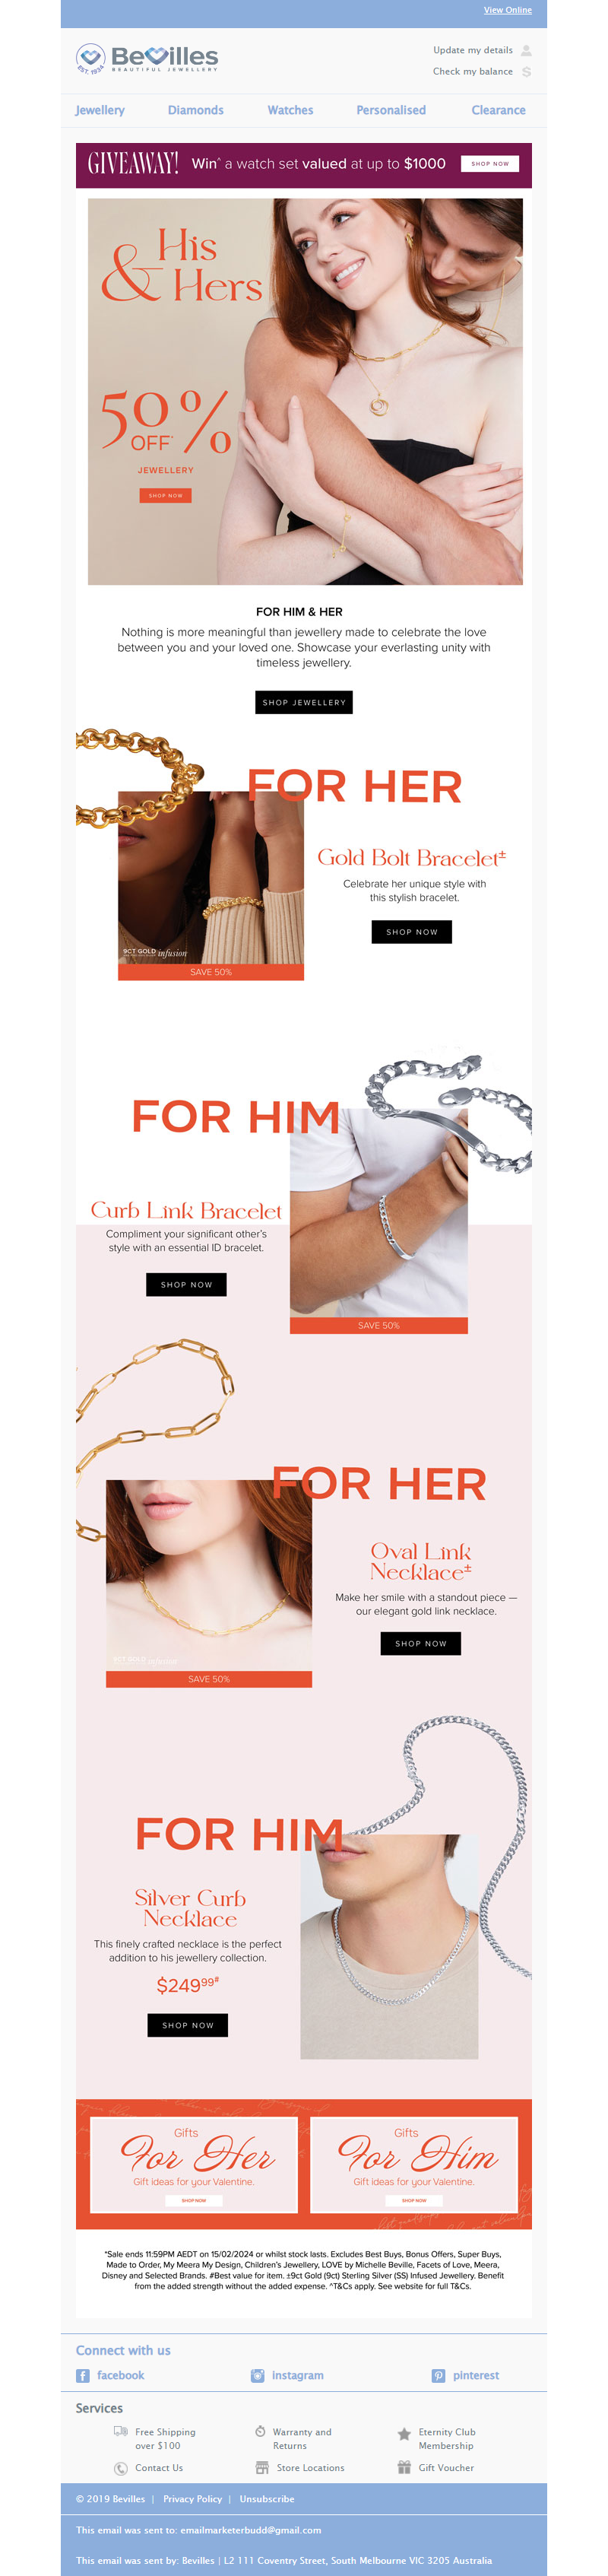 View Online
BeVilles
BEAUTIFUL JEWELLERY
EST. 1934
Update my details
Check my balance
Jewellery Diamonds Watches Personalised Clearance
GIVEAWAY! Win^ a watch set valued at up to $1000 SHOP NOW
His
& Hers
50%
OFF*
JEWELLERY
SHOP NOW
FOR HIM & HER
Nothing is more meaningful than jewellery made to celebrate the love
between you and your loved one. Showcase your everlasting unity with
timeless jewellery.
SHOP JEWELLERY
FOR HER
Gold Bolt Bracelet±
Celebrate her unique style with
this stylish bracelet.
SHOP NOW
9CT GOLD infusion
SAVE 50%
FOR HIM
Curb Link Bracelet
Compliment your significant other's
style with an essential ID bracelet.
SHOP NOW
SAVE 50%
FOR HER
Oval Link
Necklace±
Make her smile with a standout piece —
our elegant gold link necklace.
SHOP NOW
9CT GOLD
SAVE 50%
FOR HIM
Silver Curb
Necklace
This finely crafted necklace is the perfect
addition to his jewellery collection.
$249⁹⁹#
SHOP NOW
Gifts
For Her
Gift ideas for your Valentine.
SHOP NOW
Gifts
For Him
Gift ideas for your Valentine.
SHOP NOW
*Sale ends 11:59PM AEDT on 15/02/2024 or whilst stock lasts. Excludes Best Buys, Bonus Offers, Super Buys,
Made to Order, My Meera My Design, Children's Jewellery, LOVE by Michelle Beville, Facets of Love, Meera,
Disney and Selected Brands. #Best value for item. ±9ct Gold (9ct) Sterling Silver (SS) Infused Jewellery. Benefit
from the added strength without the added expense. ^T&Cs apply. See website for full T&Cs.
Connect with us
facebook instagram pinterest
Services
Free Shipping
over $100
Warranty and
Returns
Eternity Club
Membership
Contact Us
Store Locations
Gift Voucher
© 2019 Bevilles | Privacy Policy | Unsubscribe
This email was sent to: emailmarketerbudd@gmail.com
This email was sent by: Bevilles | L2 111 Coventry Street, South Melbourne VIC 3205 Australia